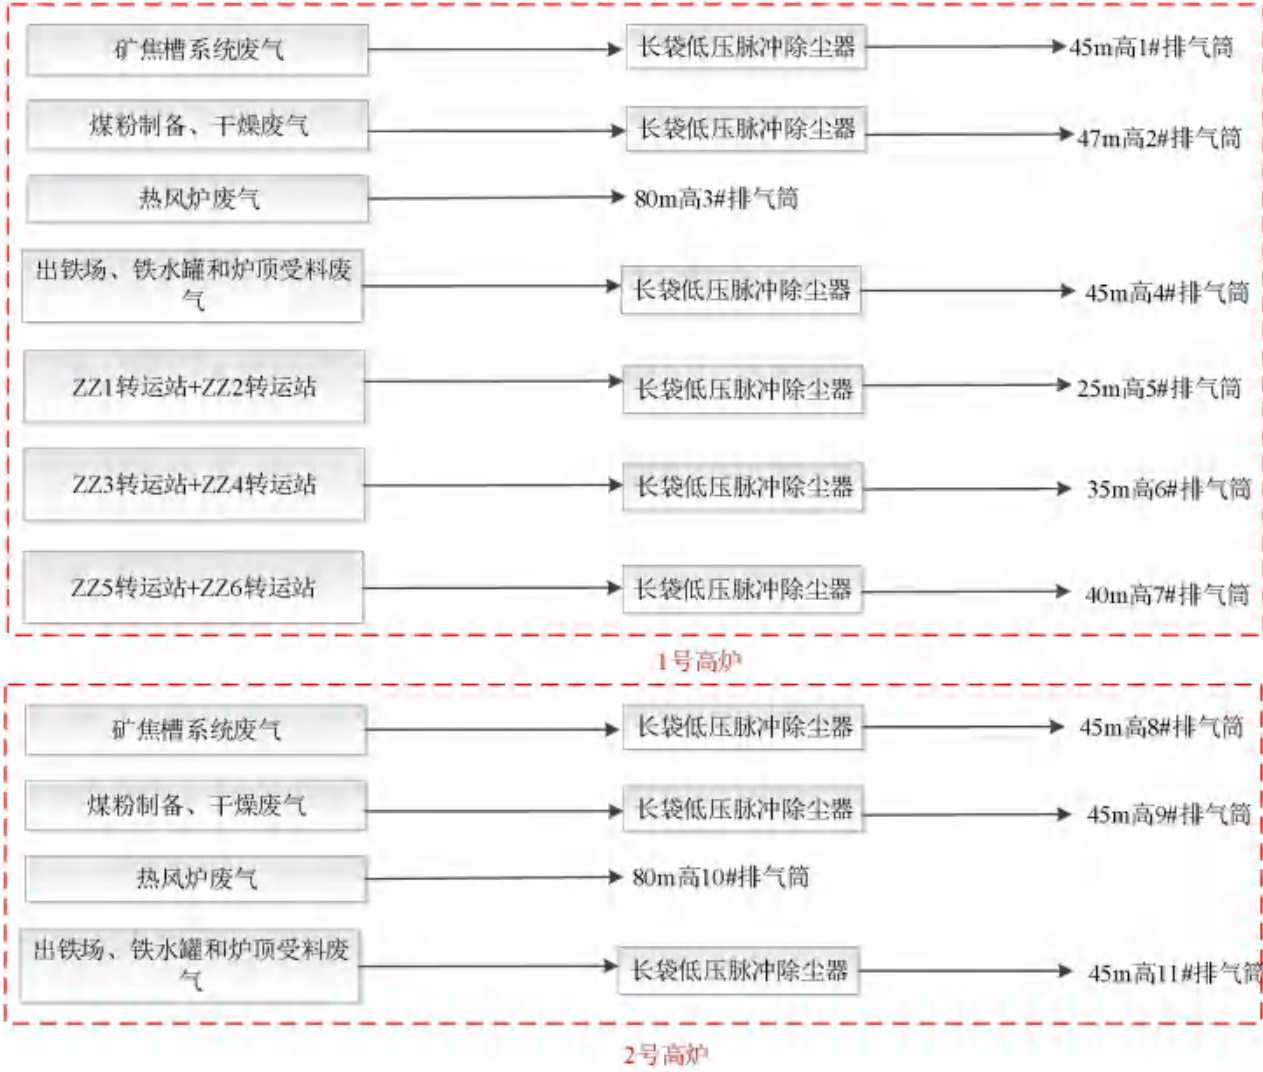 矿焦槽系统废气
长袋低压脉冲除尘器
45m高1#排气筒
煤粉制备、干燥废气
长袋低压脉冲除尘器
47m高2#排气筒
热风炉废气
80m高3#排气筒
出铁场、铁水罐和炉顶受料废
气
长袋低压脉冲除尘器
45m高4#排气筒
ZZ1转运站+ZZ2转运站
长袋低压脉冲除尘器
25m高5#排气筒
ZZ3转运站+ZZ4转运站
长袋低压脉冲除尘器
35m高6#排气筒
ZZ5转运站+ZZ6转运站
长袋低压脉冲除尘器
40m高7#排气筒
1号高炉
矿焦槽系统废气
长袋低压脉冲除尘器
45m高8#排气筒
煤粉制备、干燥废气
长袋低压脉冲除尘器
45m高9#排气筒
热风炉废气
80m高10#排气筒
出铁场、铁水罐和炉顶受料废
气
长袋低压脉冲除尘器
45m高11#排气筒
2号高炉